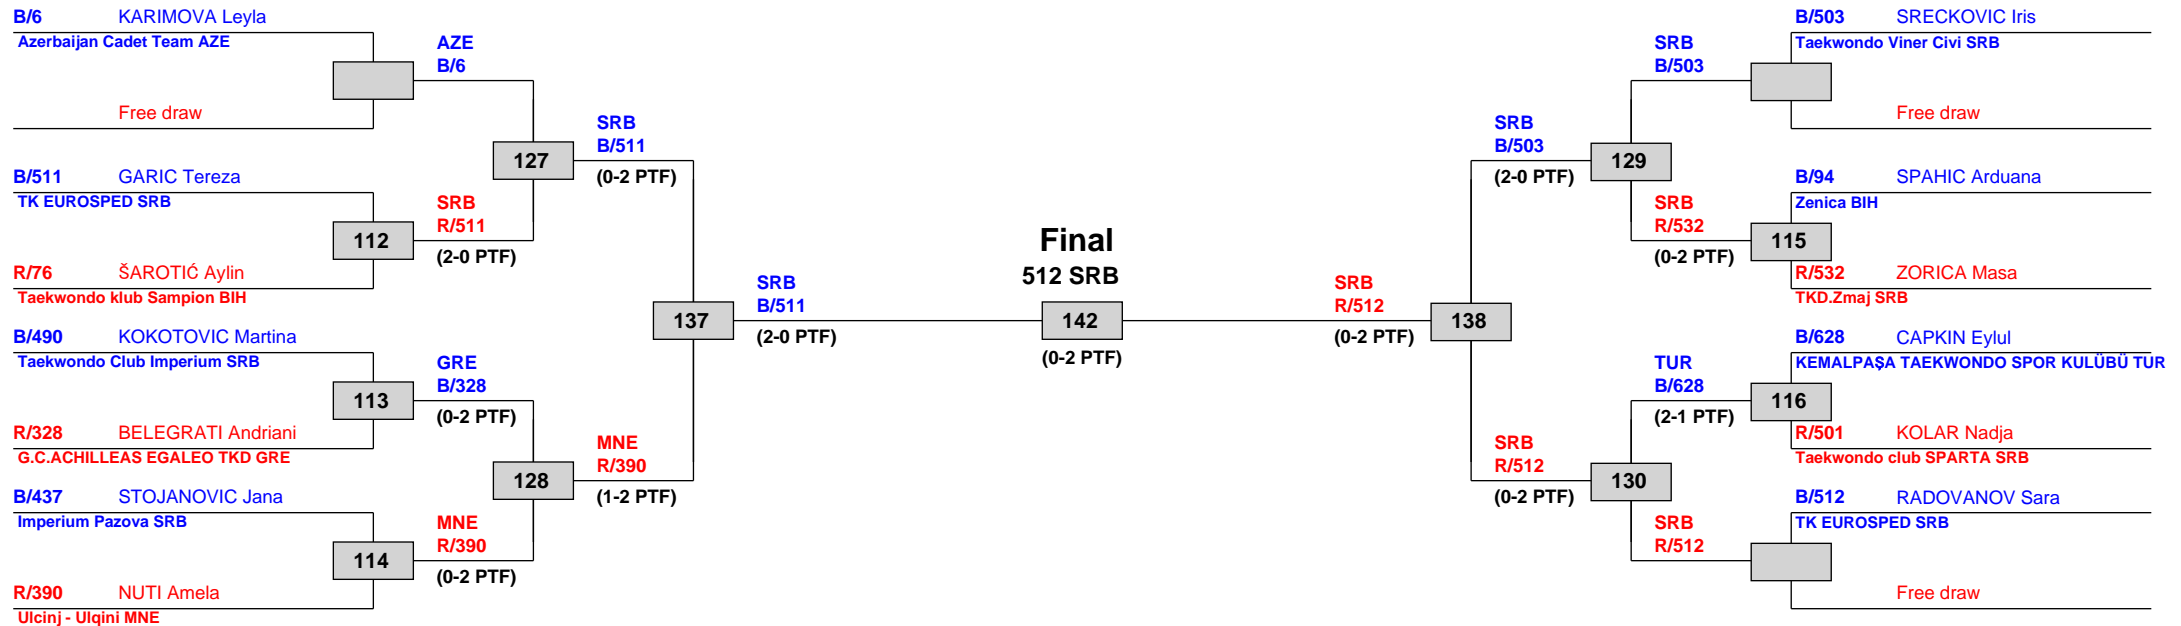 B/6 KARIMOVA Leyla
Azerbaijan Cadet Team AZE
Free draw
B/511 GARIC Tereza
TK EUROSPED SRB
112
R/76 ŠAROTIĆ Aylin
Taekwondo klub Sampion BIH
B/490 KOKOTOVIC Martina
Taekwondo Club Imperium SRB
113
R/328 BELEGRATI Andriani
G.C.ACHILLEAS EGALEO TKD GRE
B/437 STOJANOVIC Jana
Imperium Pazova SRB
114
R/390 NUTI Amela
Ulcinj - Ulqini MNE
AZE
B/6
127
SRB
R/511
(2-0 PTF)
GRE
B/328
(0-2 PTF)
128
MNE
R/390
(0-2 PTF)
SRB
B/511
(0-2 PTF)
137
MNE
R/390
(1-2 PTF)
SRB
B/511
(2-0 PTF)
Final
512 SRB
142
(0-2 PTF)
SRB
R/512
(0-2 PTF)
138
SRB
B/503
(2-0 PTF)
SRB
R/512
(0-2 PTF)
SRB
B/503
129
SRB
R/532
(0-2 PTF)
TUR
B/628
(2-1 PTF)
130
SRB
R/512
B/503 SRECKOVIC Iris
Taekwondo Viner Civi SRB
Free draw
B/94 SPAHIC Arduana
Zenica BIH
115
R/532 ZORICA Masa
TKD.Zmaj SRB
B/628 CAPKIN Eylul
KEMALPAŞA TAEKWONDO SPOR KULÜBÜ TUR
116
R/501 KOLAR Nadja
Taekwondo club SPARTA SRB
B/512 RADOVANOV Sara
TK EUROSPED SRB
Free draw